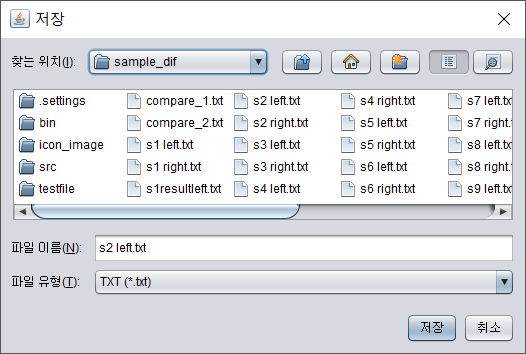 저장
찾는 위치(I): sample_dif
.settings compare_1.txt s2 left.txt s4 right.txt s7 left.txt
bin compare_2.txt s2 right.txt s5 left.txt s7 right.txt
icon_image s1 left.txt s3 left.txt s5 right.txt s8 left.txt
src s1 right.txt s3 right.txt s6 left.txt s8 right.txt
testfile s1resultleft.txt s4 left.txt s6 right.txt s9 left.txt
파일 이름(N): s2 left.txt
파일 유형(T): TXT (*.txt)
저장 취소